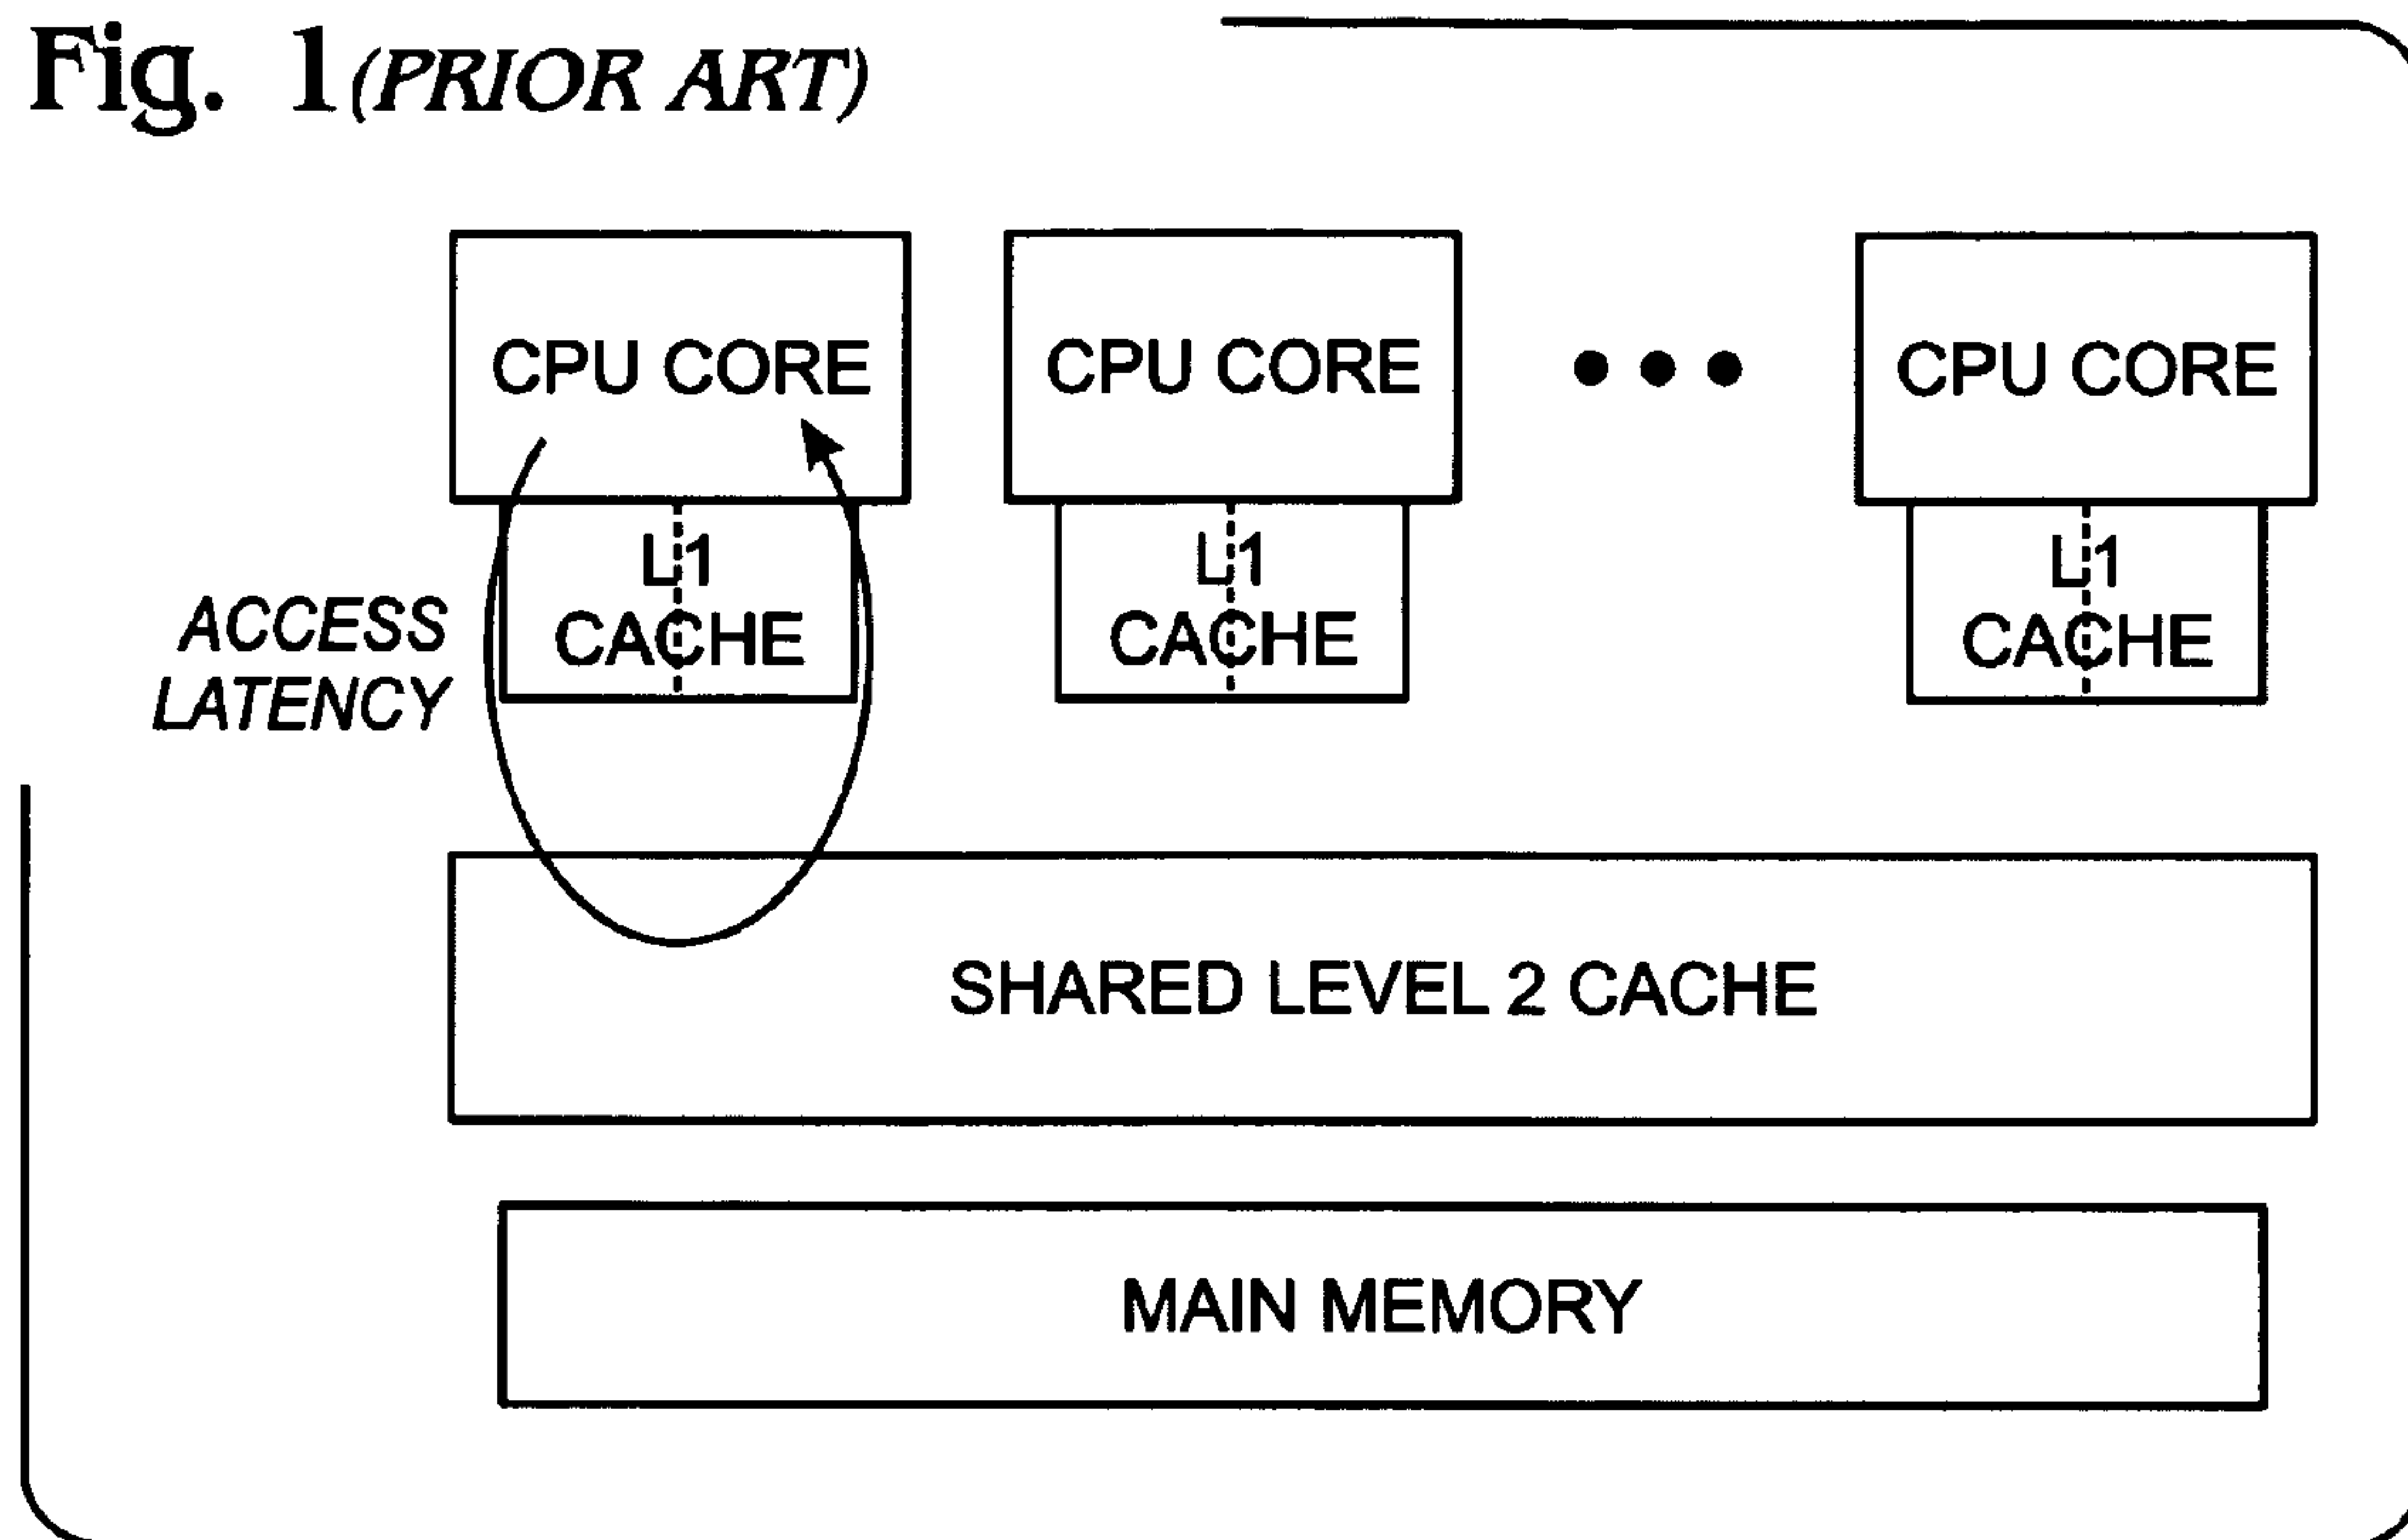 Fig. 1 (PRIOR ART)
CPU CORE
CPU CORE
CPU CORE
L1
CACHE
L1
CACHE
L1
CACHE
ACCESS
LATENCY
SHARED LEVEL 2 CACHE
MAIN MEMORY